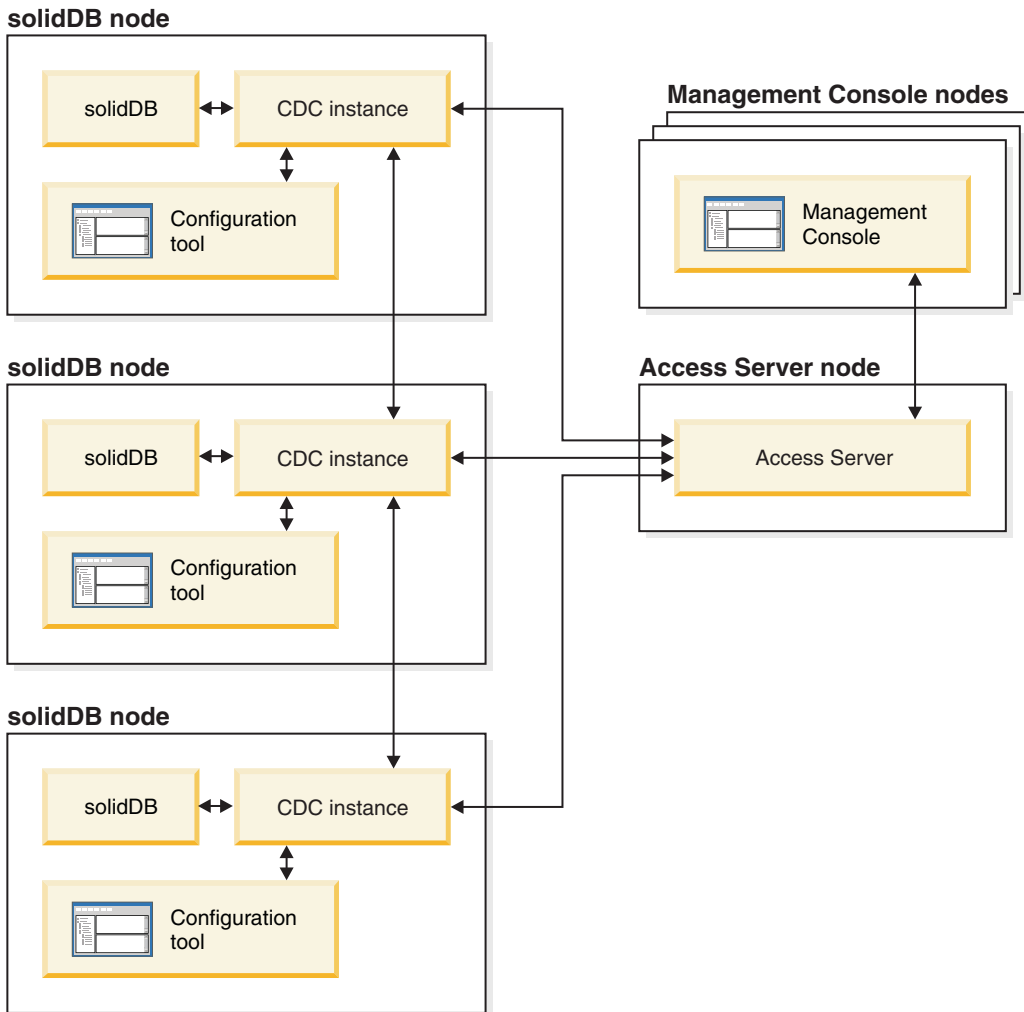 solidDB node
solidDB
CDC instance
Configuration
tool
Management Console nodes
Management
Console
solidDB node
solidDB
CDC instance
Configuration
tool
Access Server node
Access Server
solidDB node
solidDB
CDC instance
Configuration
tool